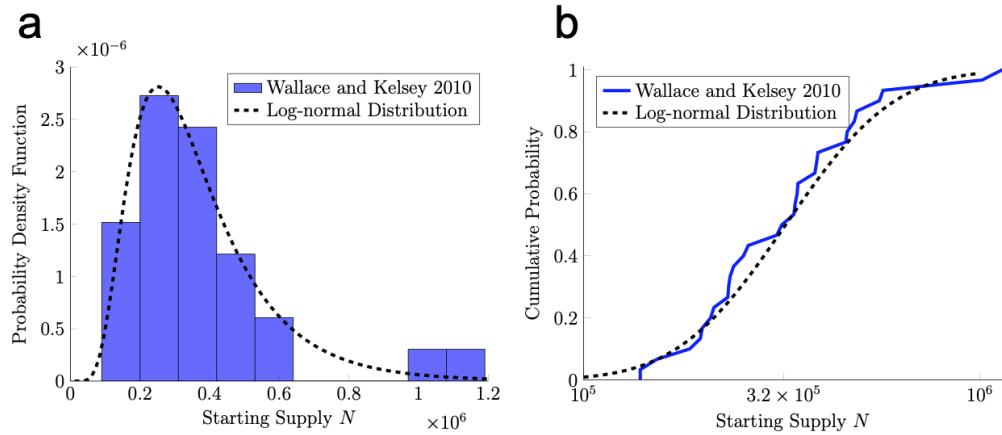 a
×10⁻⁶
3
2.5
2
1.5
1
0.5
0
Probability Density Function
Wallace and Kelsey 2010
Log-normal Distribution
0 0.2 0.4 0.6 0.8 1 1.2
×10⁶
Starting Supply N
b
1
0.8
0.6
0.4
0.2
0
Cumulative Probability
Wallace and Kelsey 2010
Log-normal Distribution
10⁵ 3.2 × 10⁵ 10⁶
Starting Supply N